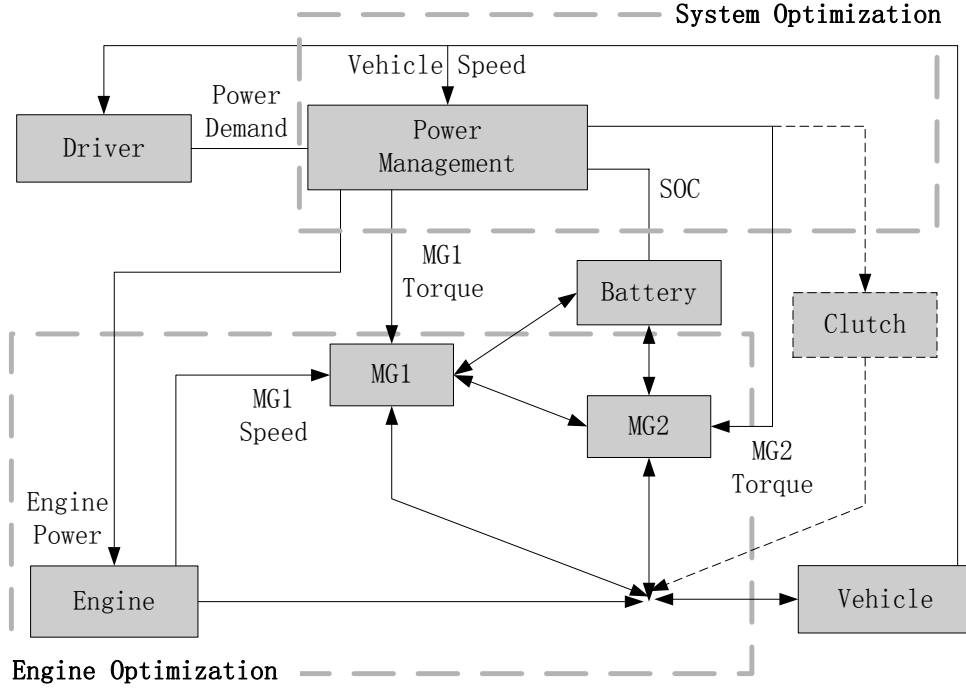 System Optimization
Vehicle Speed
Power
Demand
Driver
Power
Management
SOC
MG1
Torque
Battery
Clutch
MG1
MG1
Speed
MG2
MG2
Torque
Engine
Power
Engine
Vehicle
Engine Optimization